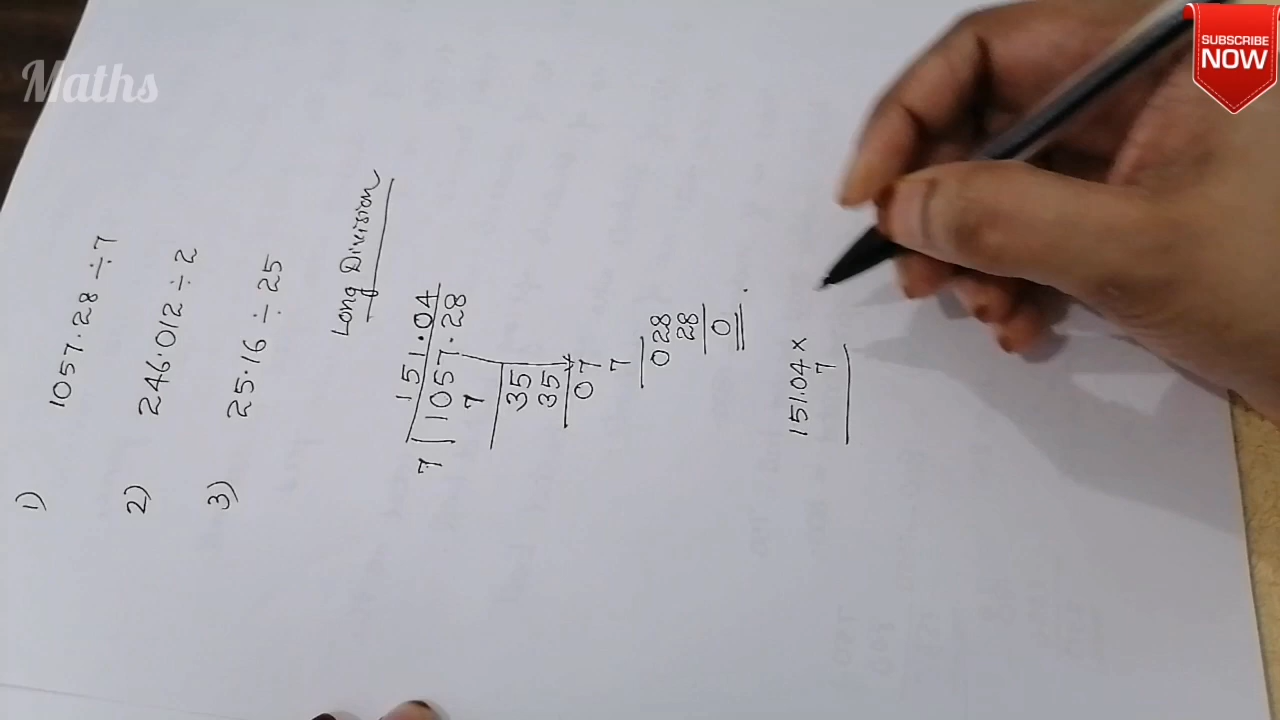 Maths
SUBSCRIBE
NOW
1) 1057.28 ÷ 7
2) 246.012 ÷ 2
3) 25.16 ÷ 25
Long Division
151.04
7 1057.28
7
35
35
07
7
028
28
0
151.04 ×
7